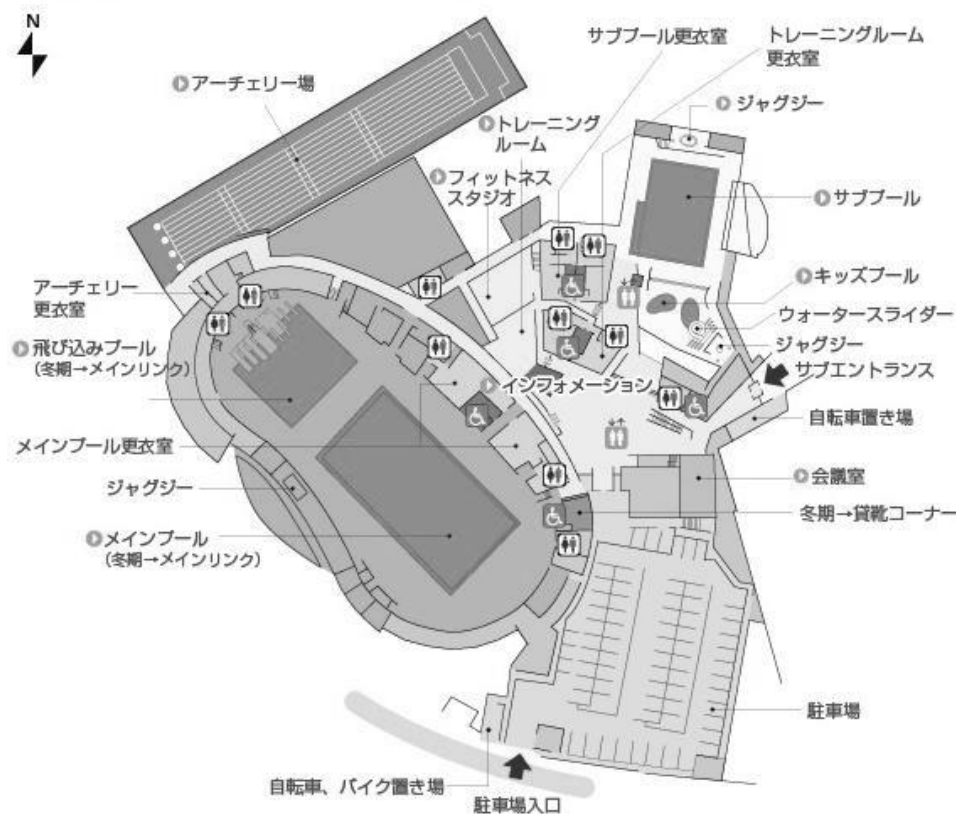 N
サブプール更衣室
トレーニングルーム
更衣室
アーチェリー場
ジャグジー
トレーニング
ルーム
フィットネス
スタジオ
サブプール
キッズプール
アーチェリー
更衣室
ウォータースライダー
飛び込みプール
(冬期→メインリンク)
ジャグジー
インフォメーション
サブエントランス
自転車置き場
メインプール更衣室
会議室
ジャグジー
冬期→貸靴コーナー
メインプール
(冬期→メインリンク)
駐車場
自転車、バイク置き場
駐車場入口